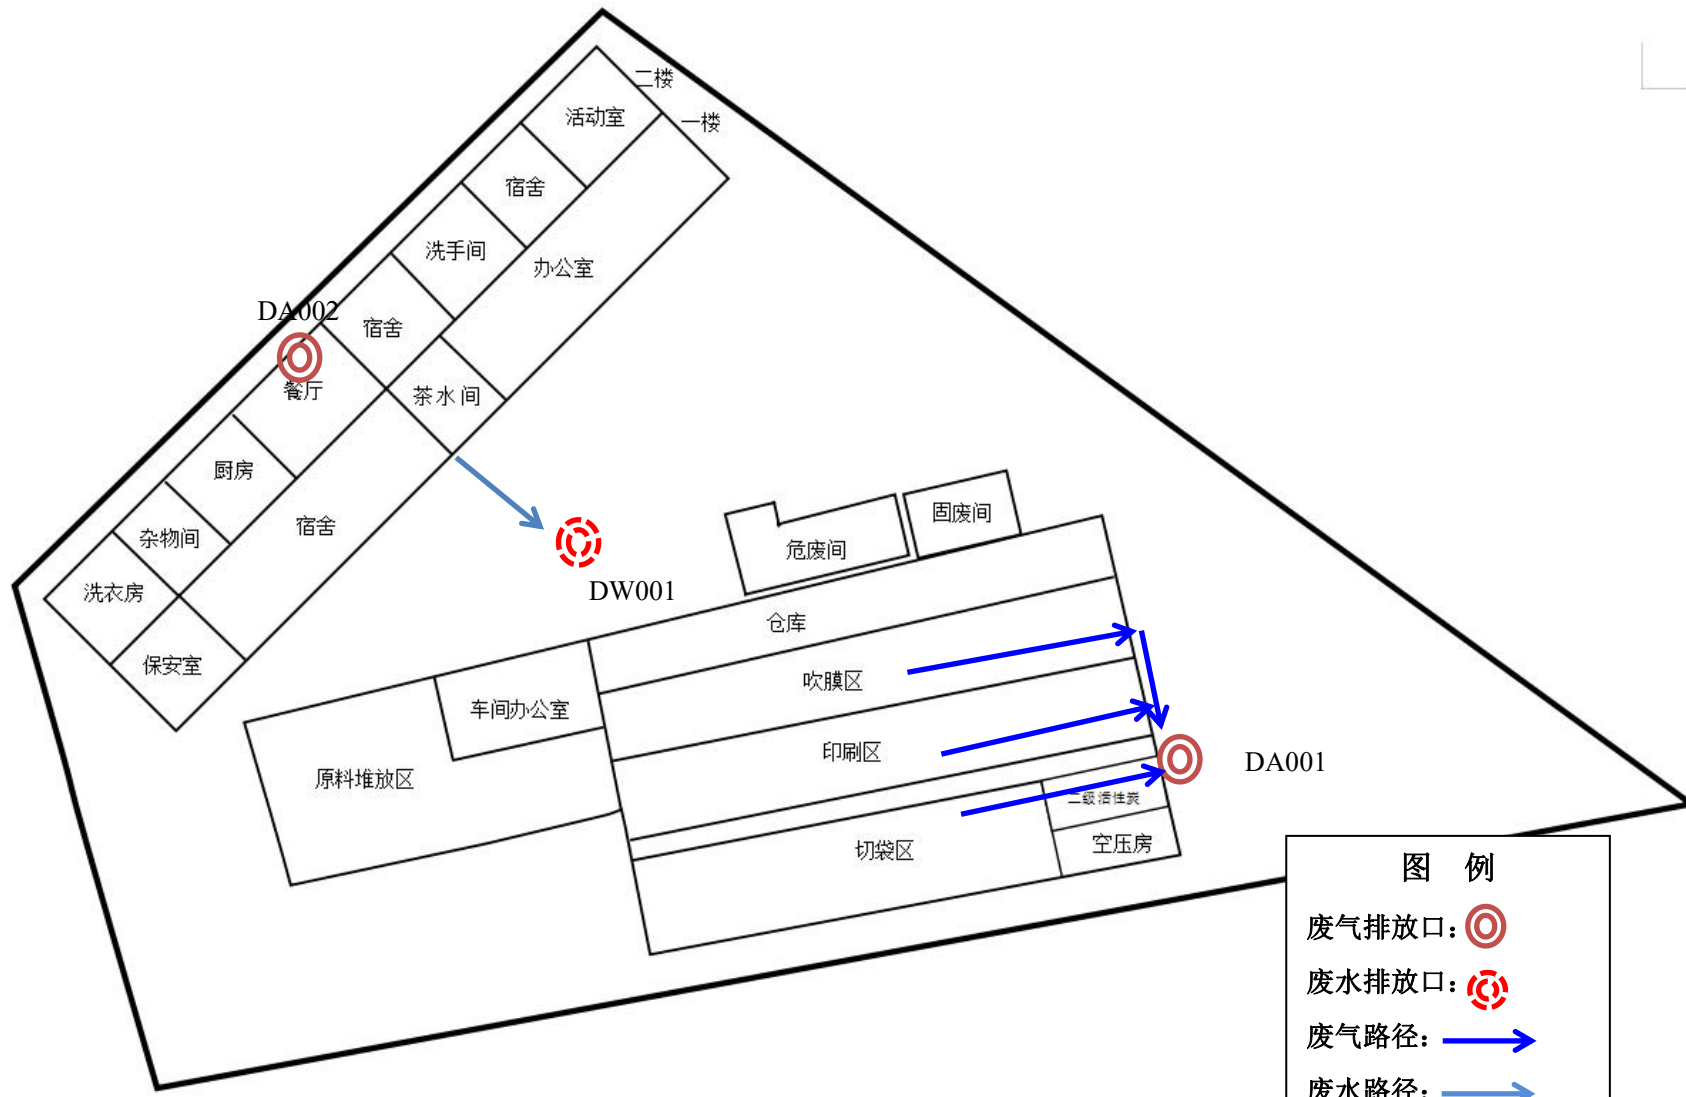 二楼
活动室
一楼
宿舍
洗手间
办公室
DA002
宿舍
餐厅
茶水间
厨房
宿舍
杂物间
洗衣房
保安室
DW001
固废间
危废间
仓库
吹膜区
车间办公室
印刷区
原料堆放区
DA001
二级活性炭
切袋区
空压房
图 例
废气排放口：
废水排放口：
废气路径：
废水路径：